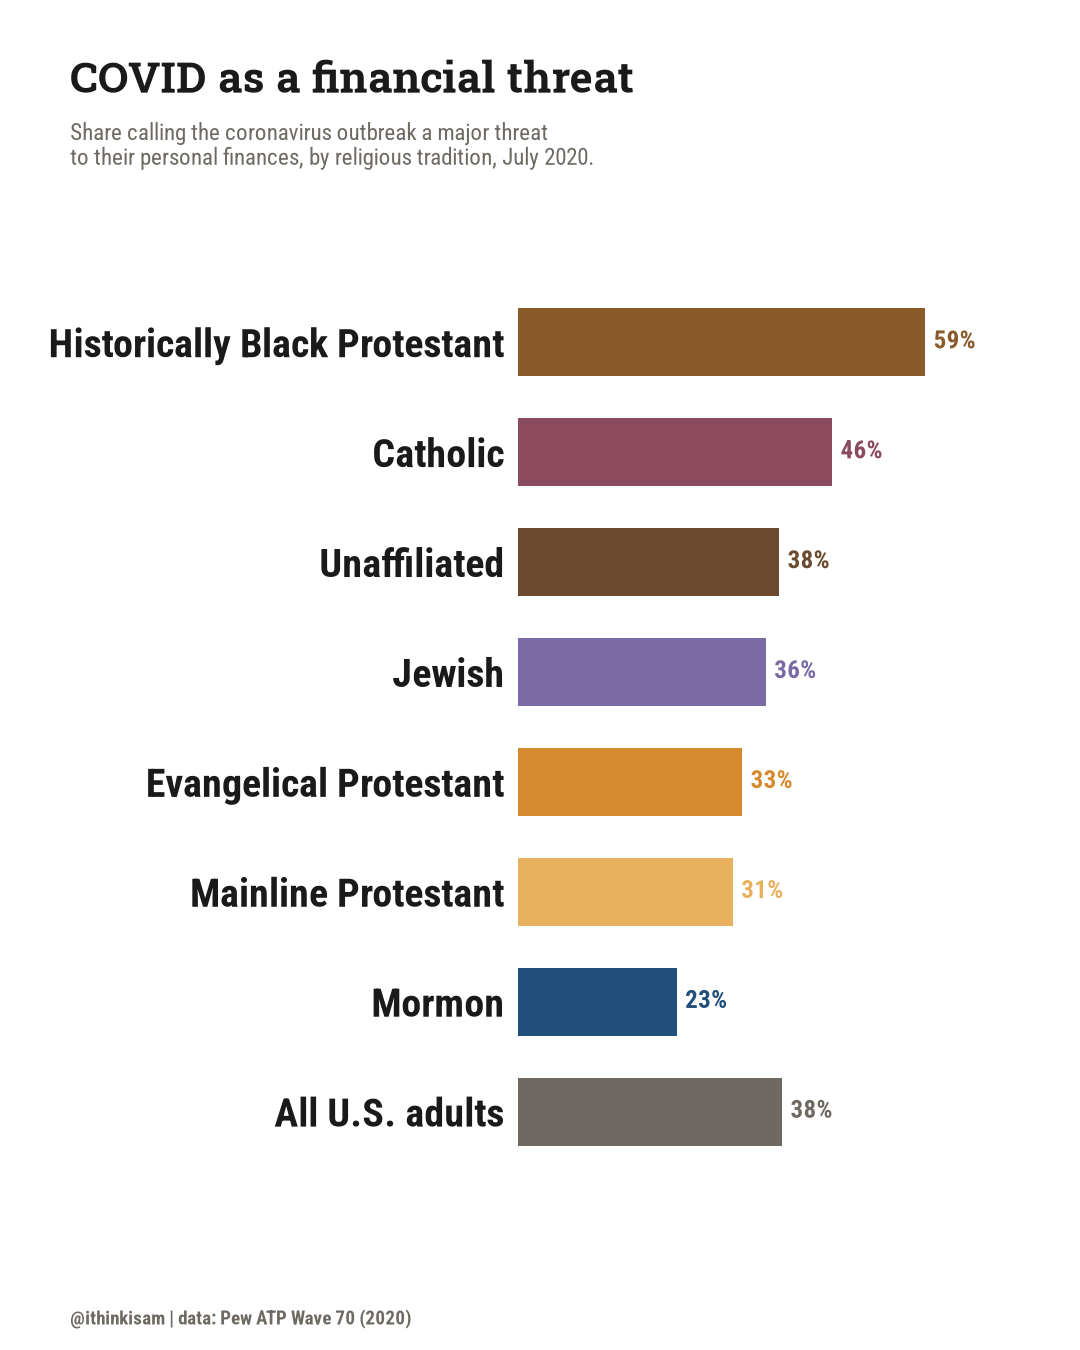 COVID as a financial threat
Share calling the coronavirus outbreak a major threat
to their personal finances, by religious tradition, July 2020.
Historically Black Protestant 59%
Catholic 46%
Unaffiliated 38%
Jewish 36%
Evangelical Protestant 33%
Mainline Protestant 31%
Mormon 23%
All U.S. adults 38%
@ithinkisam | data: Pew ATP Wave 70 (2020)